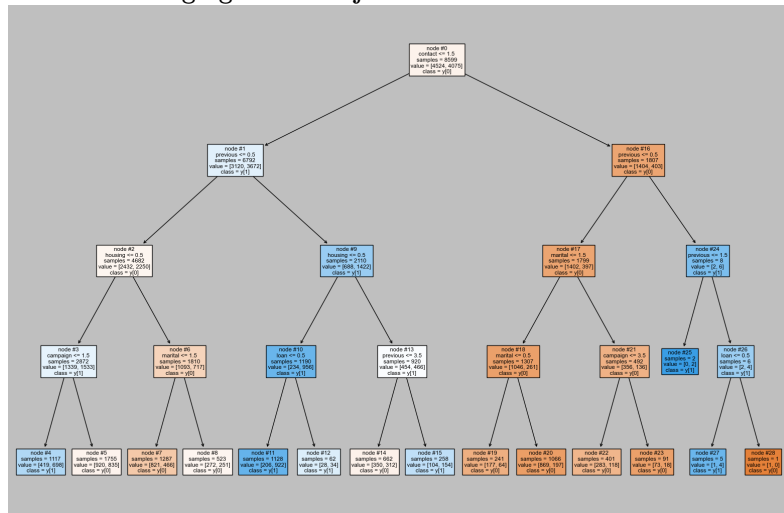 node #0
contact <= 1.5
samples = 8599
value = [4524, 4075]
class = y[0]
node #1
previous <= 0.5
samples = 6792
value = [3120, 3672]
class = y[1]
node #16
previous <= 0.5
samples = 1807
value = [1404, 403]
class = y[0]
node #2
housing <= 0.5
samples = 4682
value = [2432, 2250]
class = y[0]
node #9
housing <= 0.5
samples = 2110
value = [688, 1422]
class = y[1]
node #17
marital <= 1.5
samples = 1799
value = [1402, 397]
class = y[0]
node #24
previous <= 1.5
samples = 8
value = [2, 6]
class = y[1]
node #3
campaign <= 1.5
samples = 2872
value = [1339, 1533]
class = y[1]
node #6
marital <= 1.5
samples = 1810
value = [1093, 717]
class = y[0]
node #10
loan <= 0.5
samples = 1190
value = [234, 956]
class = y[1]
node #13
previous <= 3.5
samples = 920
value = [454, 466]
class = y[1]
node #18
marital <= 0.5
samples = 1307
value = [1046, 261]
class = y[0]
node #21
campaign <= 3.5
samples = 492
value = [356, 136]
class = y[0]
node #25
samples = 2
value = [0, 2]
class = y[1]
node #26
loan <= 0.5
samples = 6
value = [2, 4]
class = y[1]
node #4
samples = 1117
value = [419, 698]
class = y[1]
node #5
samples = 1755
value = [920, 835]
class = y[0]
node #7
samples = 1287
value = [821, 466]
class = y[0]
node #8
samples = 523
value = [272, 251]
class = y[0]
node #11
samples = 1128
value = [206, 922]
class = y[1]
node #12
samples = 62
value = [28, 34]
class = y[1]
node #14
samples = 662
value = [350, 312]
class = y[0]
node #15
samples = 258
value = [104, 154]
class = y[1]
node #19
samples = 241
value = [177, 64]
class = y[0]
node #20
samples = 1066
value = [869, 197]
class = y[0]
node #22
samples = 401
value = [283, 118]
class = y[0]
node #23
samples = 91
value = [73, 18]
class = y[0]
node #27
samples = 5
value = [1, 4]
class = y[1]
node #28
samples = 1
value = [1, 0]
class = y[0]